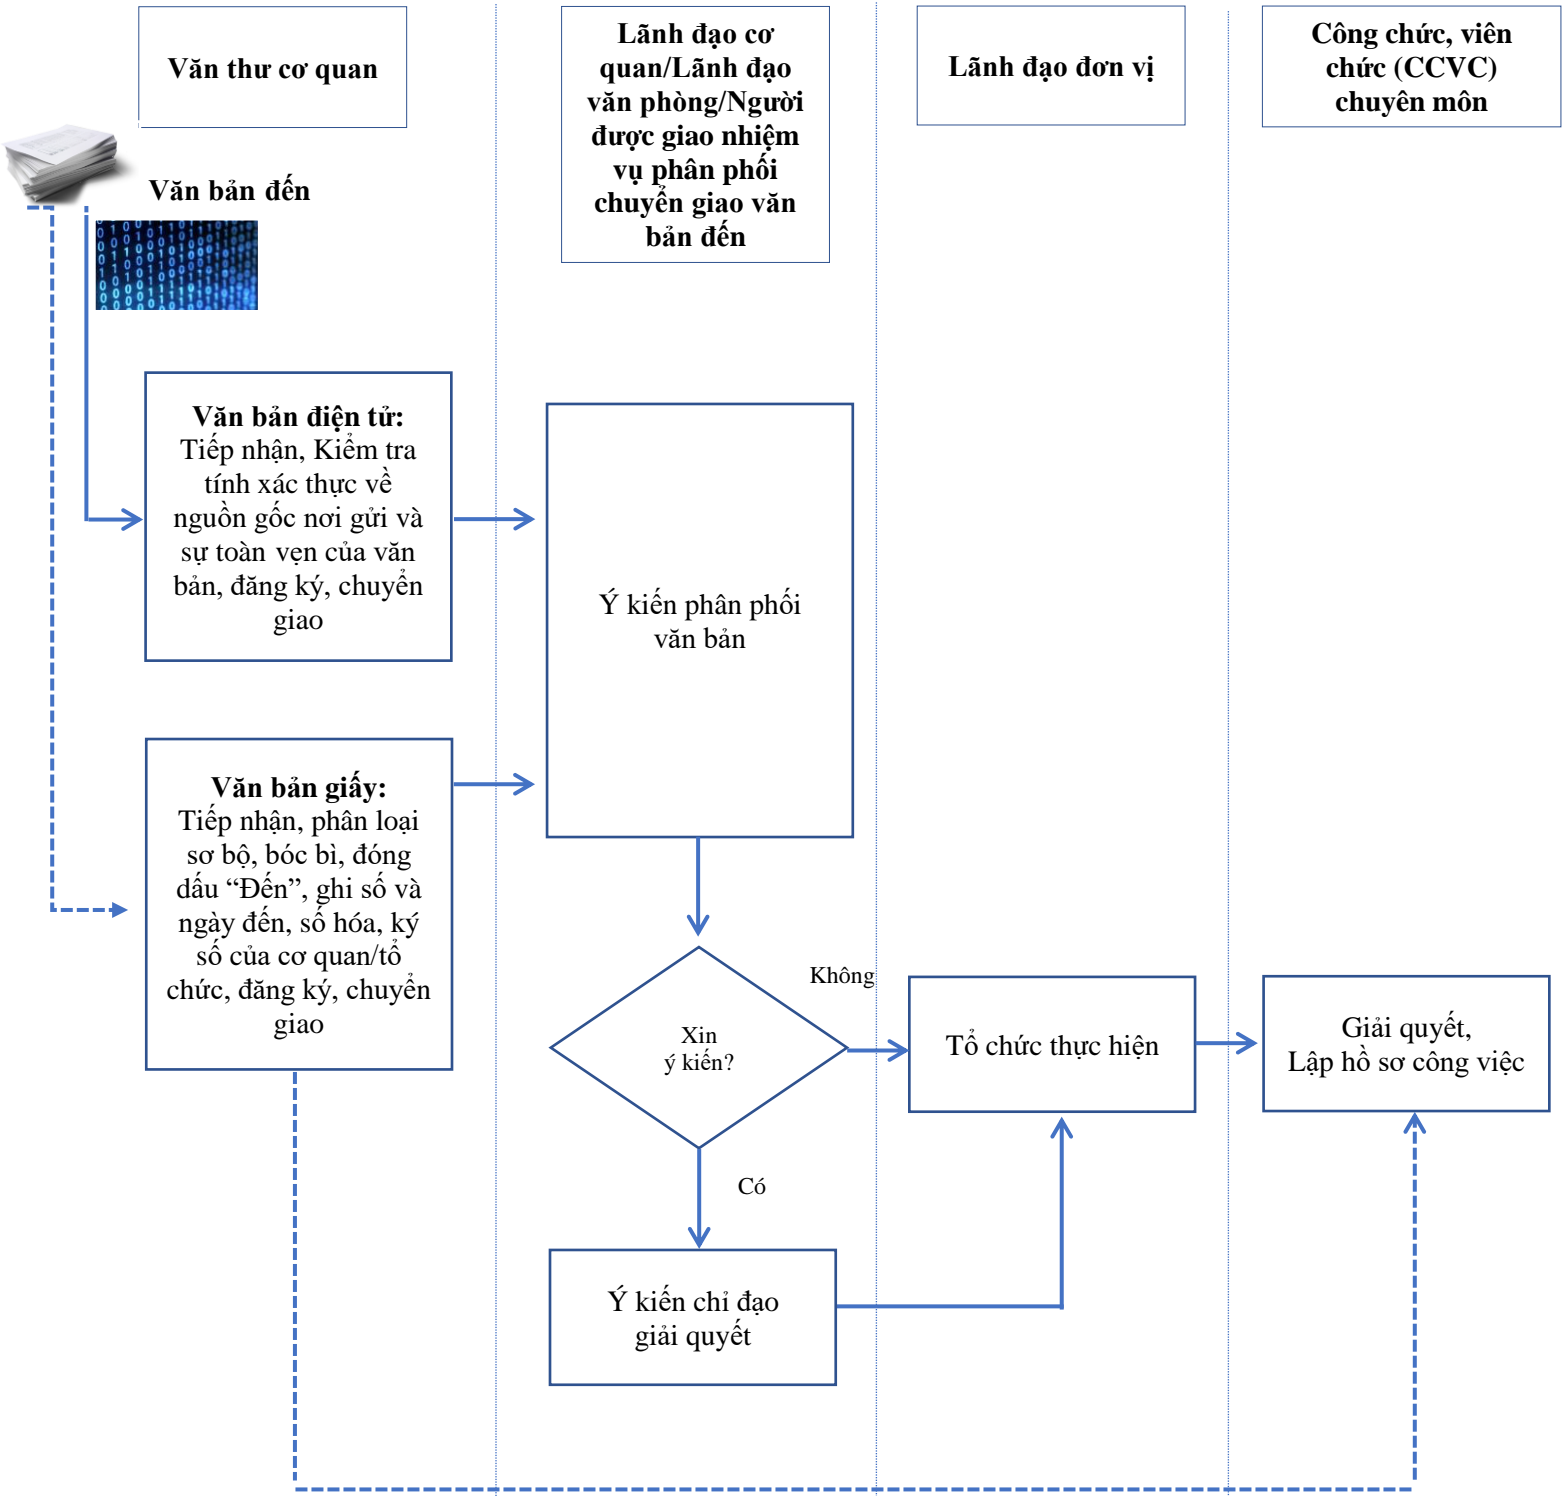 Văn thư cơ quan
Lãnh đạo cơ
quan/Lãnh đạo
văn phòng/Người
được giao nhiệm
vụ phân phối
chuyển giao văn
bản đến
Lãnh đạo đơn vị
Công chức, viên
chức (CCVC)
chuyên môn
Văn bản đến
Văn bản điện tử:
Tiếp nhận, Kiểm tra
tính xác thực về
nguồn gốc nơi gửi và
sự toàn vẹn của văn
bản, đăng ký, chuyển
giao
Ý kiến phân phối
văn bản
Văn bản giấy:
Tiếp nhận, phân loại
sơ bộ, bóc bì, đóng
dấu “Đến”, ghi số và
ngày đến, số hóa, ký
số của cơ quan/tổ
chức, đăng ký, chuyển
giao
Không
Xin
ý kiến?
Tổ chức thực hiện
Giải quyết,
Lập hồ sơ công việc
Có
Ý kiến chỉ đạo
giải quyết